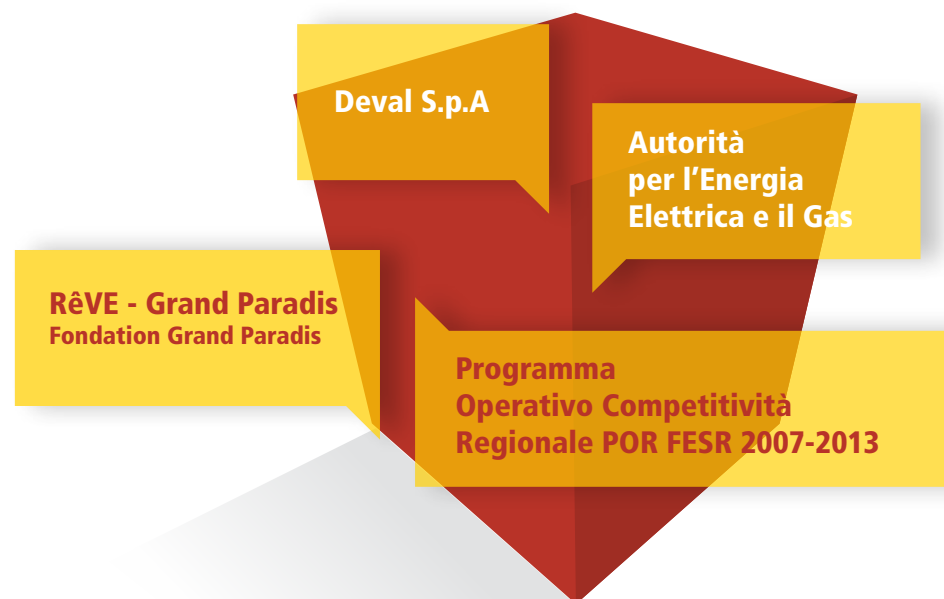 Deval S.p.A
Autorità
per l’Energia
Elettrica e il Gas
RêVE - Grand Paradis
Fondation Grand Paradis
Programma
Operativo Competitività
Regionale POR FESR 2007-2013